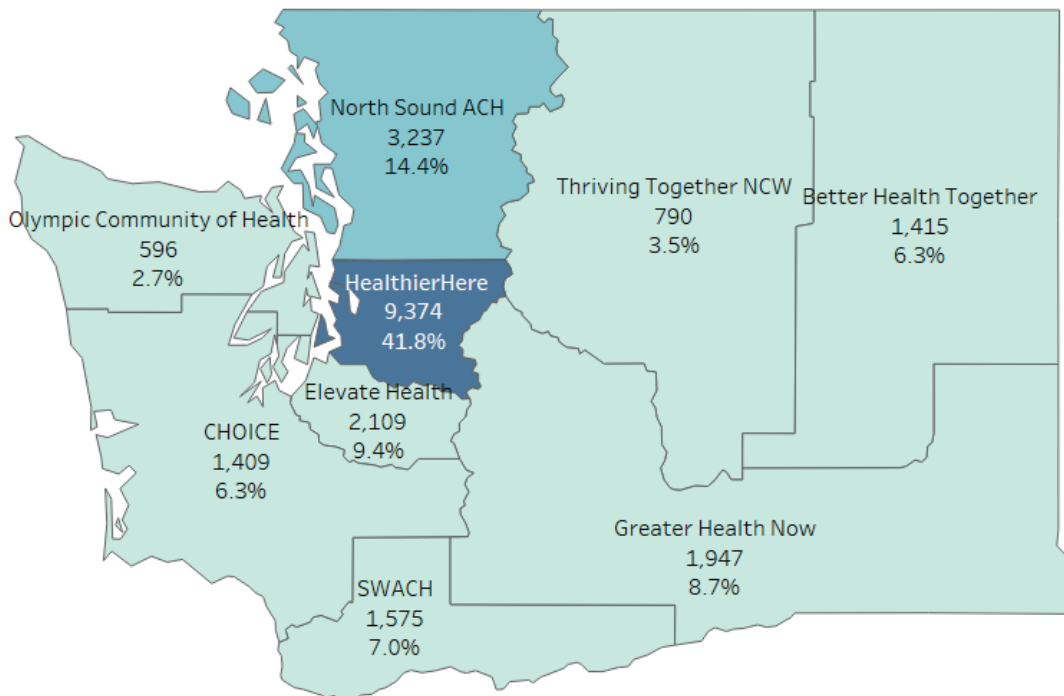 North Sound ACH
3,237
14.4%
Thriving Together NCW
790
3.5%
Better Health Together
1,415
6.3%
Olympic Community of Health
596
2.7%
HealthierHere
9,374
41.8%
Elevate Health
2,109
9.4%
CHOICE
1,409
6.3%
Greater Health Now
1,947
8.7%
SWACH
1,575
7.0%